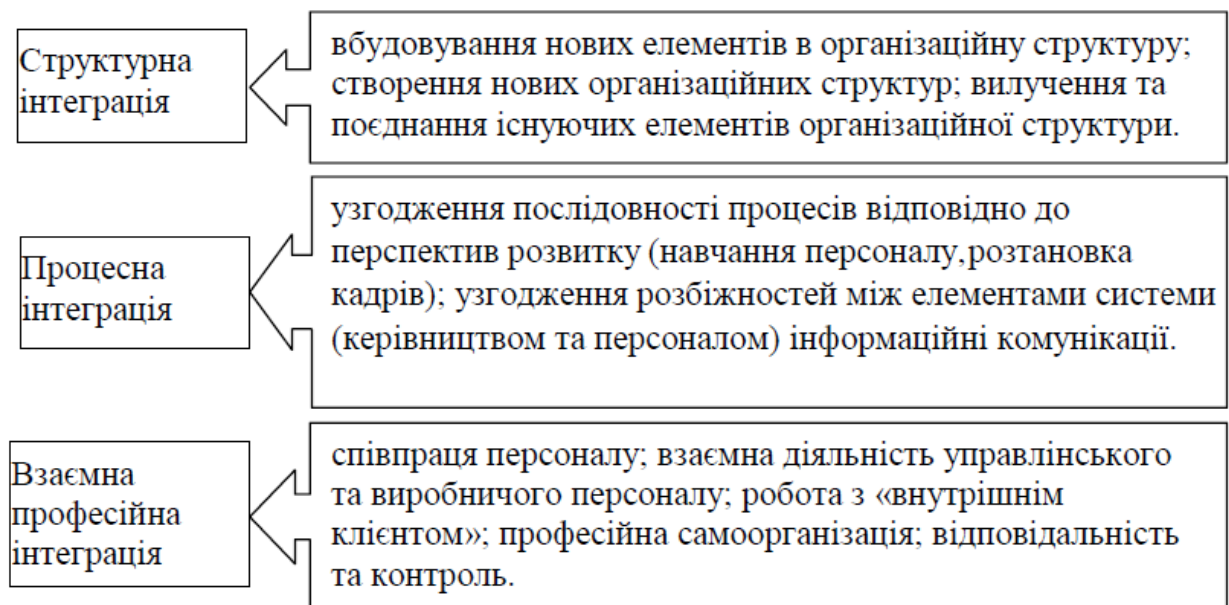 Структурна
інтеграція
вбудовування нових елементів в організаційну структуру;
створення нових організаційних структур; вилучення та
поєднання існуючих елементів організаційної структури.
Процесна
інтеграція
узгодження послідовності процесів відповідно до
перспектив розвитку (навчання персоналу,розтановка
кадрів); узгодження розбіжностей між елементами системи
(керівництвом та персоналом) інформаційні комунікації.
Взаємна
професійна
інтеграція
співпраця персоналу; взаємна діяльність управлінського
та виробничого персоналу; робота з «внутрішнім
клієнтом»; професійна самоорганізація; відповідальність
та контроль.